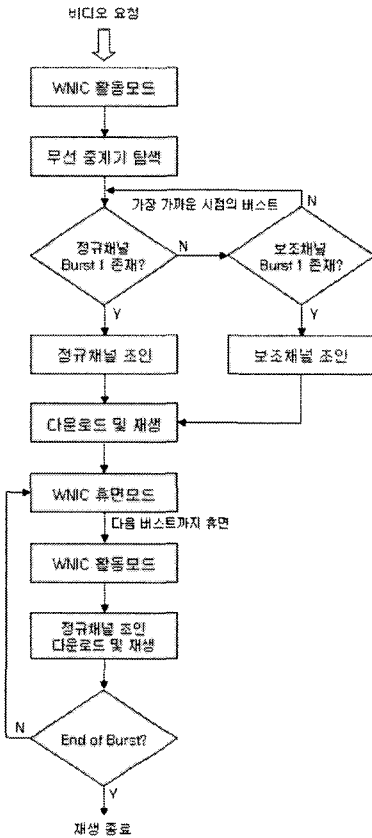 비디오 요청
WNIC 활동모드
무선 중계기 탐색
가장 가까운 시점의 버스트
N
정규채널
Burst 1 존재?
N
보조채널
Burst 1 존재?
Y
Y
정규채널 조인
보조채널 조인
다운로드 및 재생
WNIC 휴면모드
다음 버스트까지 휴면
WNIC 활동모드
정규채널 조인
다운로드 및 재생
N
End of Burst?
Y
재생 종료